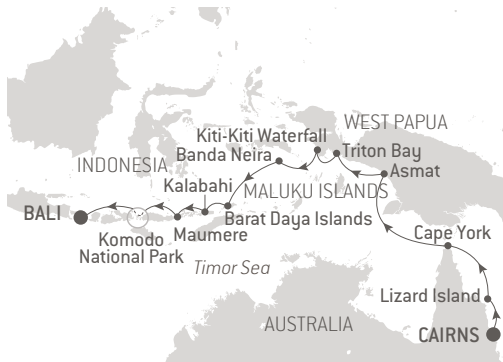 WEST PAPUA
Kiti-Kiti Waterfall
Banda Neira
Triton Bay
INDONESIA
Asmat
Kalabahi
MALUKU ISLANDS
BALI
Barat Daya Islands
Maumere
Cape York
Komodo
National Park
Timor Sea
Lizard Island
AUSTRALIA
CAIRNS